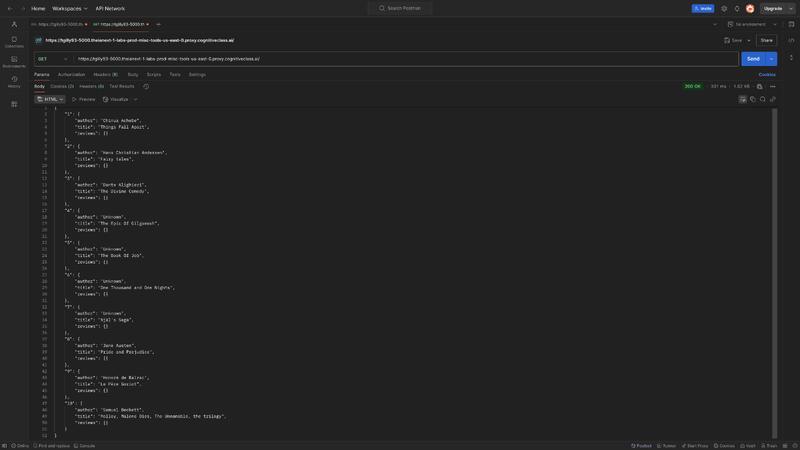 Home Workspaces API Network
Search Postman
Invite
Upgrade
https://tgilly93-5000.th
GET https://tgilly93-5000.th
No environment
https://tgilly93-5000.theianext-1-labs-prod-misc-tools-us-east-0.proxy.cognitiveclass.ai/
Save
Share
GET
https://tgilly93-5000.theianext-1-labs-prod-misc-tools-us-east-0.proxy.cognitiveclass.ai/
Send
Collections
Environments
History
Params Authorization Headers (8) Body Scripts Tests Settings
Cookies
Body Cookies (3) Headers (6) Test Results
200 OK
HTML
Preview
Visualize
1 {
2 "1": {
3 "author": "Chinua Achebe",
4 "title": "Things Fall Apart",
5 "reviews": {}
6 },
7 "2": {
8 "author": "Hans Christian Andersen",
9 "title": "Fairy tales",
10 "reviews": {}
11 },
12 "3": {
13 "author": "Dante Alighieri",
14 "title": "The Divine Comedy",
15 "reviews": {}
16 },
17 "4": {
18 "author": "Unknown",
19 "title": "The Epic Of Gilgamesh",
20 "reviews": {}
21 },
22 "5": {
23 "author": "Unknown",
24 "title": "The Book Of Job",
25 "reviews": {}
26 },
27 "6": {
28 "author": "Unknown",
29 "title": "One Thousand and One Nights",
30 "reviews": {}
31 },
32 "7": {
33 "author": "Unknown",
34 "title": "Njál's Saga",
35 "reviews": {}
36 },
37 "8": {
38 "author": "Jane Austen",
39 "title": "Pride and Prejudice",
40 "reviews": {}
41 },
42 "9": {
43 "author": "Honoré de Balzac",
44 "title": "Le Père Goriot",
45 "reviews": {}
46 },
47 "10": {
48 "author": "Samuel Beckett",
49 "title": "Molloy, Malone Dies, The Unnamable, the trilogy",
50 "reviews": {}
51 }
52 }
Online Find and replace Console
Postbot Runner Start Proxy Cookies Vault Trash